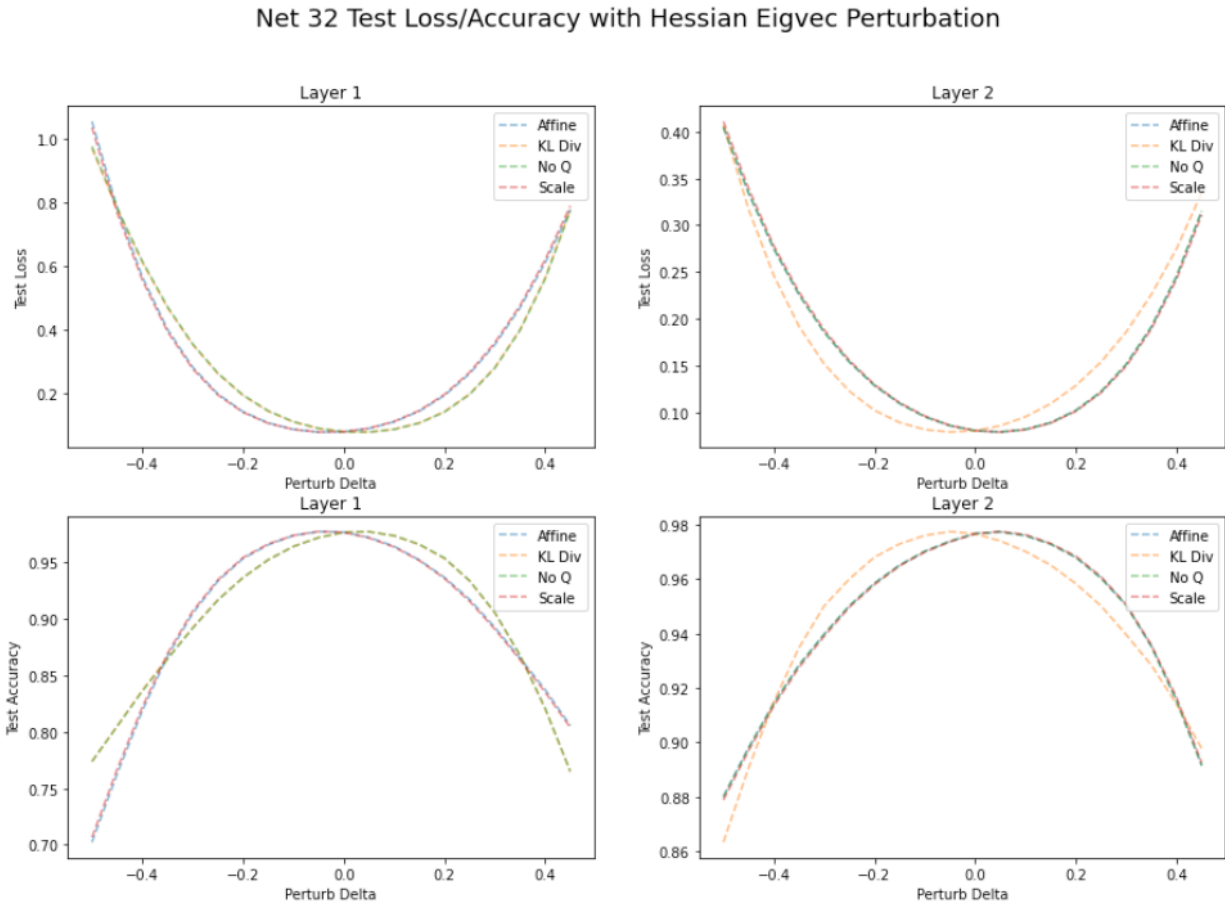 Net 32 Test Loss/Accuracy with Hessian Eigvec Perturbation
Layer 1
Test Loss
1.0
0.8
0.6
0.4
0.2
Affine
KL Div
No Q
Scale
−0.4 −0.2 0.0 0.2 0.4
Perturb Delta
Layer 2
Test Loss
0.40
0.35
0.30
0.25
0.20
0.15
0.10
Affine
KL Div
No Q
Scale
−0.4 −0.2 0.0 0.2 0.4
Perturb Delta
Layer 1
Test Accuracy
0.95
0.90
0.85
0.80
0.75
0.70
Affine
KL Div
No Q
Scale
−0.4 −0.2 0.0 0.2 0.4
Perturb Delta
Layer 2
Test Accuracy
0.98
0.96
0.94
0.92
0.90
0.88
0.86
Affine
KL Div
No Q
Scale
−0.4 −0.2 0.0 0.2 0.4
Perturb Delta